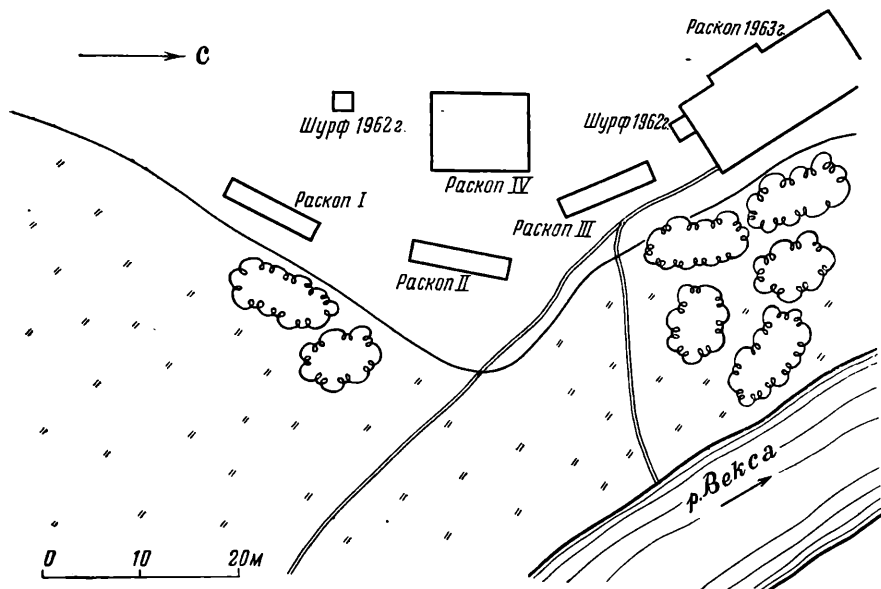 С
Раскоп 1963г.
Шурф 1962г.
Шурф 1962г.
Раскоп I
Раскоп IV
Раскоп III
Раскоп II
р. Векса
0 10 20м